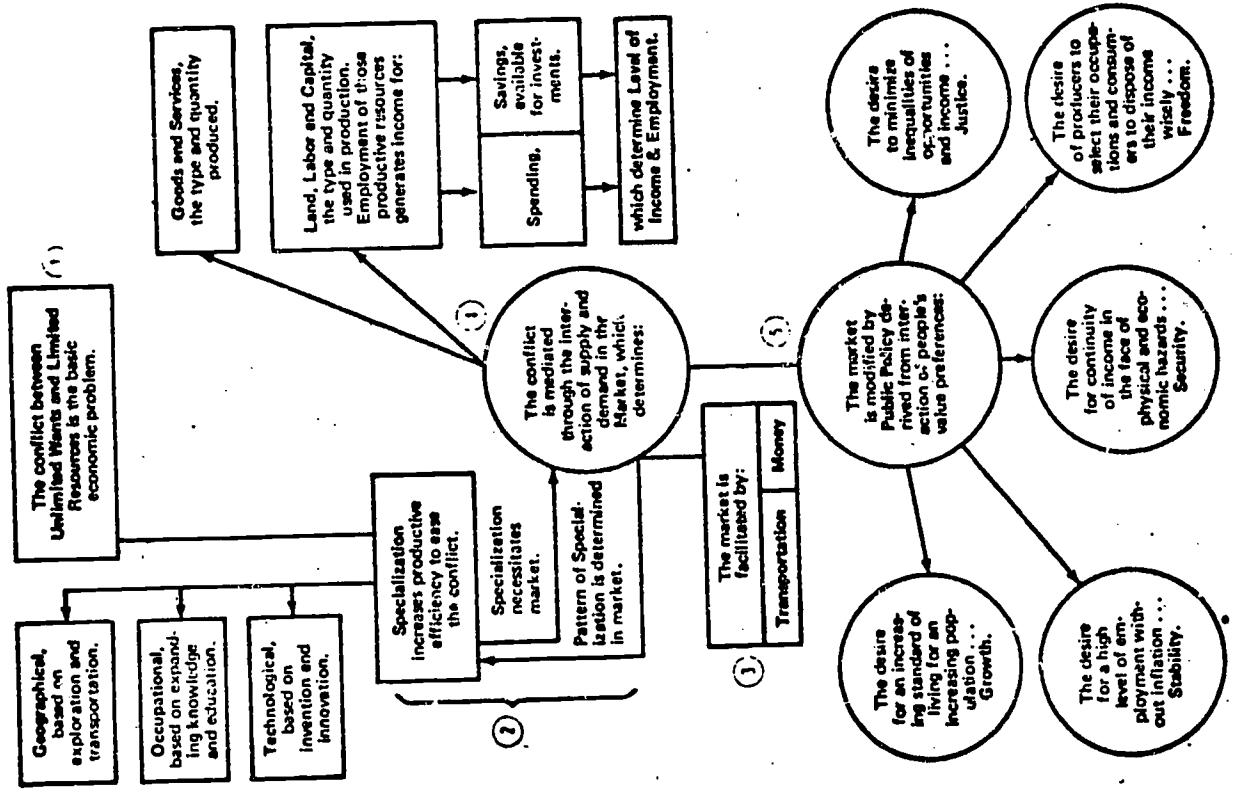 (1)
The conflict between
Unlimited Wants and Limited
Resources is the basic
economic problem.
Geographical,
based on
exploration and
transportation.
Occupational,
based on expand-
ing knowledge
and education.
Technological,
based on
invention and
innovation.
(2)
Specialization
increases productive
efficiency to ease
the conflict.
Specialization
necessitates
market.
Pattern of Special-
ization is determined
in market.
The conflict
is mediated
through the inter-
action of supply and
demand in the
Market, which
determines:
Goods and Services,
the type and quantity
produced.
Land, Labor and Capital,
the type and quantity
used in production.
Employment of those
productive resources
generates income for:
Spending.
Savings,
available
for invest-
ments.
which determine Level of
Income & Employment.
The market is
facilitated by:
Transportation
Money
(5)
The market
is modified by
Public Policy de-
rived from inter-
action of people's
value preferences:
The desire
for an increas-
ing standard of
living for an
increasing pop-
ulation ...
Growth.
The desire
for a high
level of em-
ployment with-
out inflation ...
Stability.
The desire
for continuity
of income in
the face of
physical and eco-
nomic hazards ...
Security.
The desire
to minimize
inequalities of
opportunities
and income ...
Justice.
The desire
of producers to
select their occupa-
tions and consum-
ers to dispose of
their income
wisely ...
Freedom.